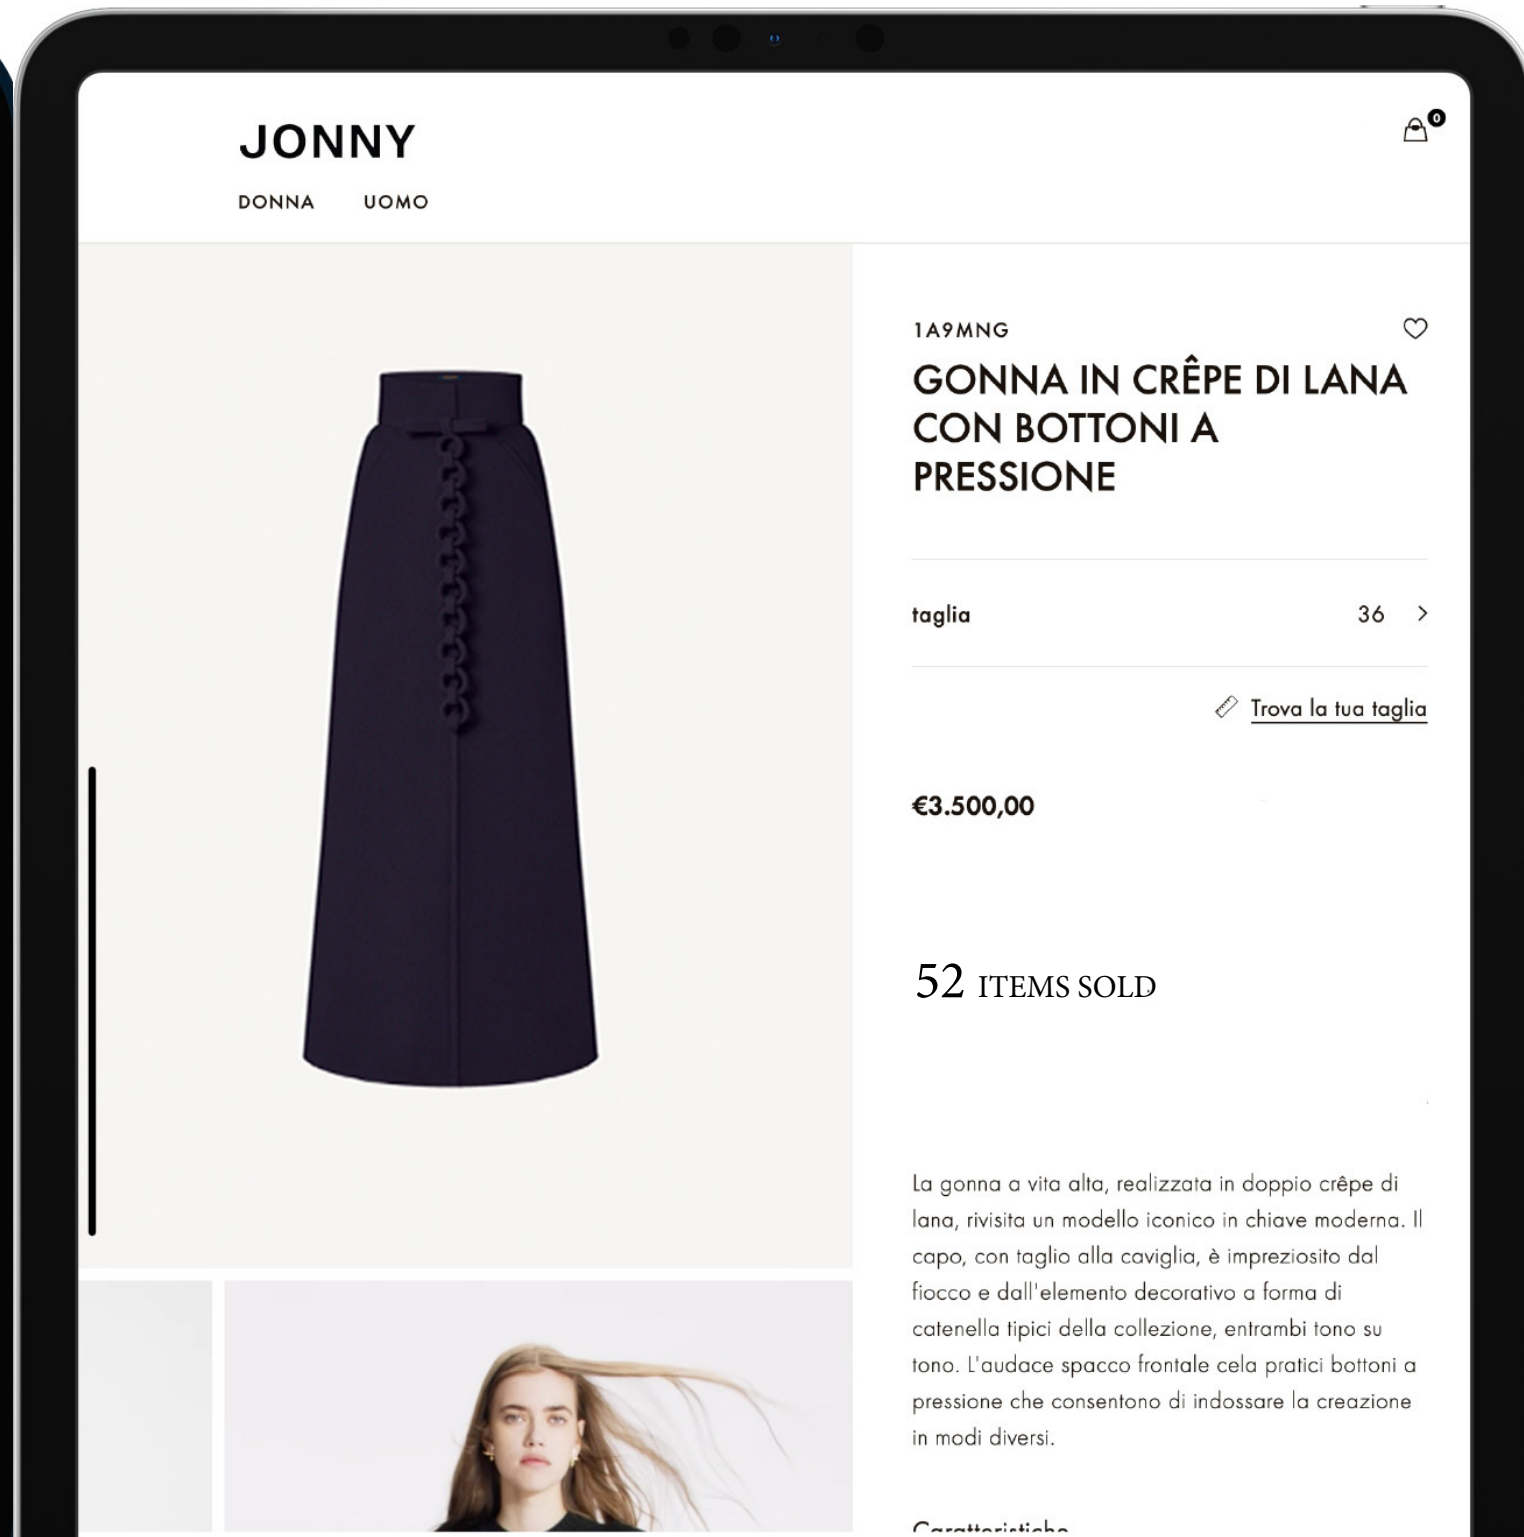 JONNY
0
DONNA UOMO
1A9MNG
GONNA IN CRÊPE DI LANA
CON BOTTONI A
PRESSIONE
taglia 36
Trova la tua taglia
€3.500,00
52 ITEMS SOLD
La gonna a vita alta, realizzata in doppio crêpe di
lana, rivisita un modello iconico in chiave moderna. Il
capo, con taglio alla caviglia, è impreziosito dal
fiocco e dall'elemento decorativo a forma di
catenella tipici della collezione, entrambi tono su
tono. L'audace spacco frontale cela pratici bottoni a
pressione che consentono di indossare la creazione
in modi diversi.
Caratteristiche